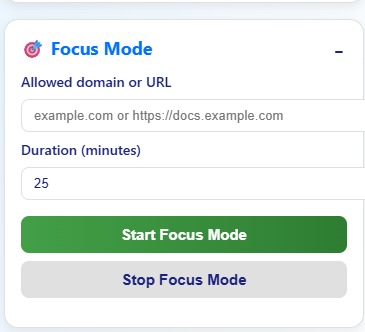 Focus Mode
–
Allowed domain or URL
example.com or https://docs.example.com
Duration (minutes)
25
Start Focus Mode
Stop Focus Mode